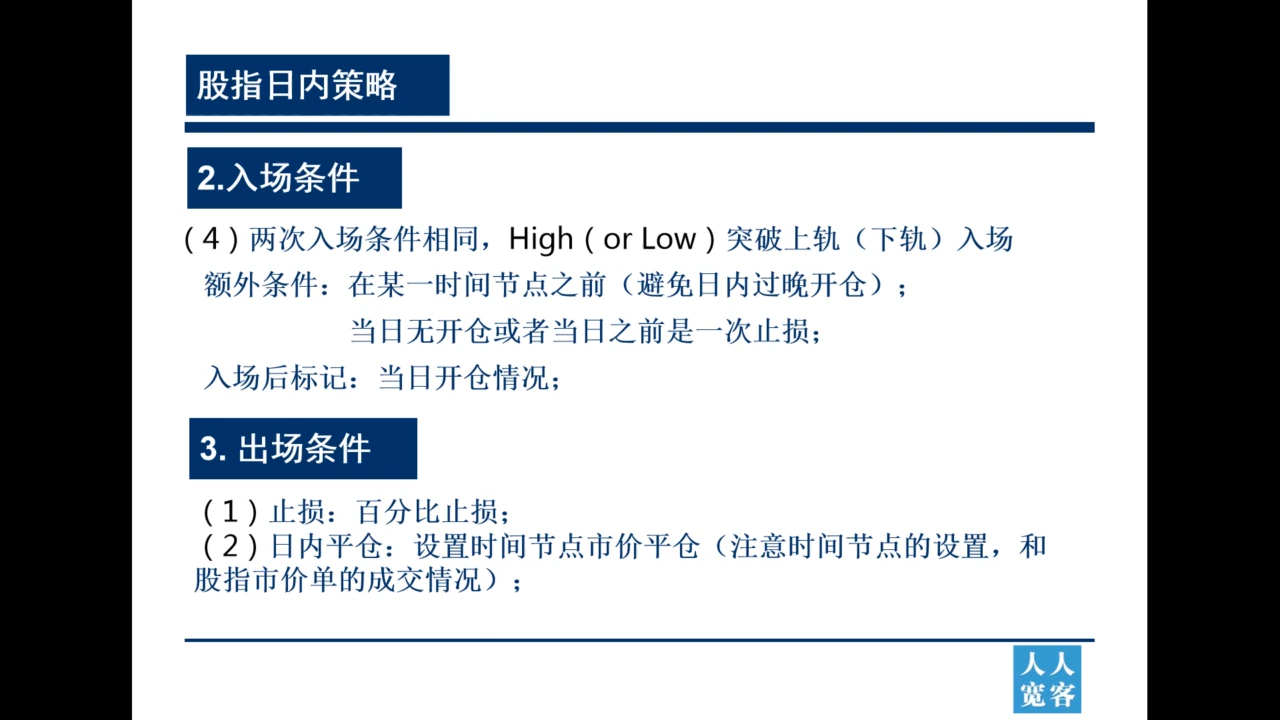 股指日内策略
2.入场条件
（4）两次入场条件相同，High（or Low）突破上轨（下轨）入场
额外条件：在某一时间节点之前（避免日内过晚开仓）；
当日无开仓或者当日之前是一次止损；
入场后标记：当日开仓情况；
3. 出场条件
（1）止损：百分比止损；
（2）日内平仓：设置时间节点市价平仓（注意时间节点的设置，和
股指市价单的成交情况）；
人人
宽客